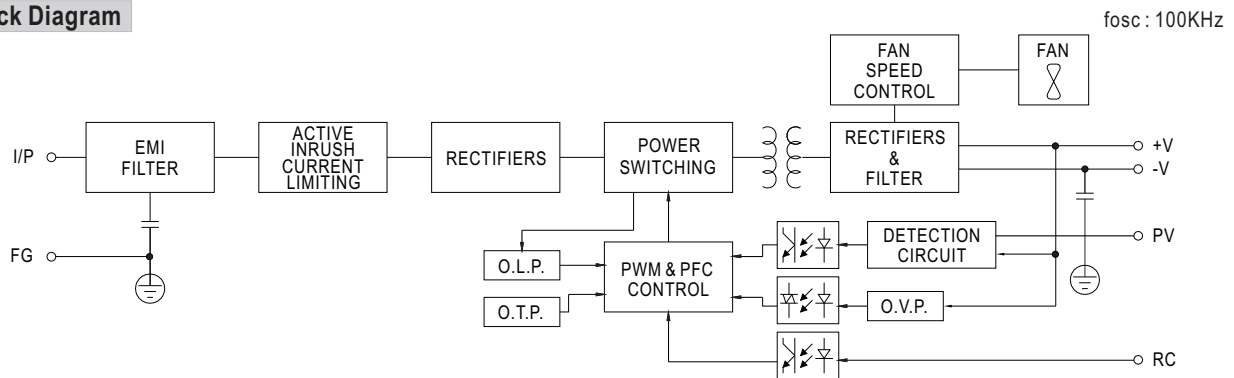 ck Diagram
fosc : 100KHz
FAN
SPEED
CONTROL
FAN
I/P
EMI
FILTER
ACTIVE
INRUSH
CURRENT
LIMITING
RECTIFIERS
POWER
SWITCHING
RECTIFIERS
&
FILTER
+V
-V
FG
O.L.P.
O.T.P.
PWM & PFC
CONTROL
DETECTION
CIRCUIT
PV
O.V.P.
RC